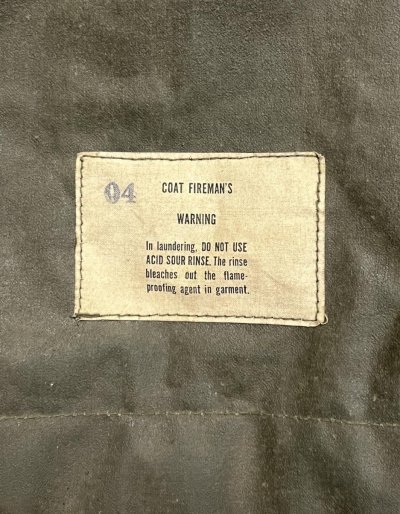 04 COAT FIREMAN'S
WARNING
In laundering, DO NOT USE
ACID SOUR RINSE. The rinse
bleaches out the flame-
proofing agent in garment.